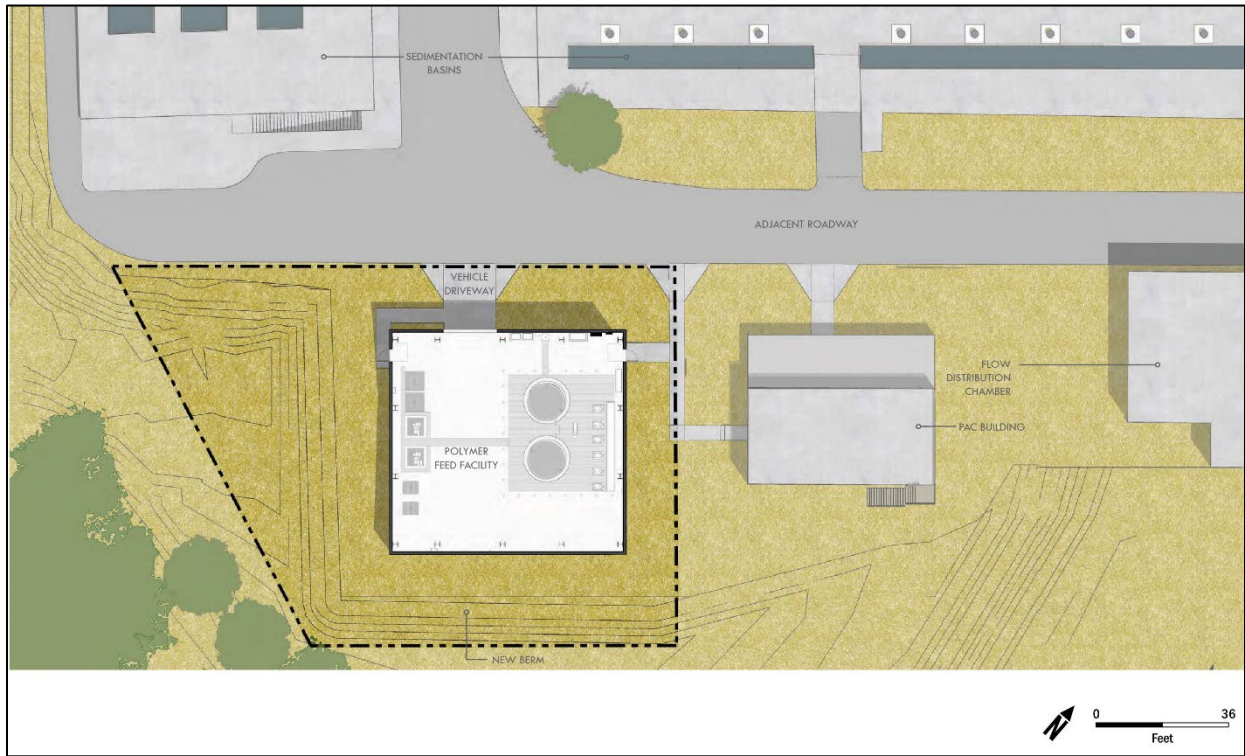 SEDIMENTATION
BASINS
ADJACENT ROADWAY
VEHICLE
DRIVEWAY
FLOW
DISTRIBUTION
CHAMBER
PAC BUILDING
POLYMER
FEED FACILITY
NEW BERM
N
0 36
Feet